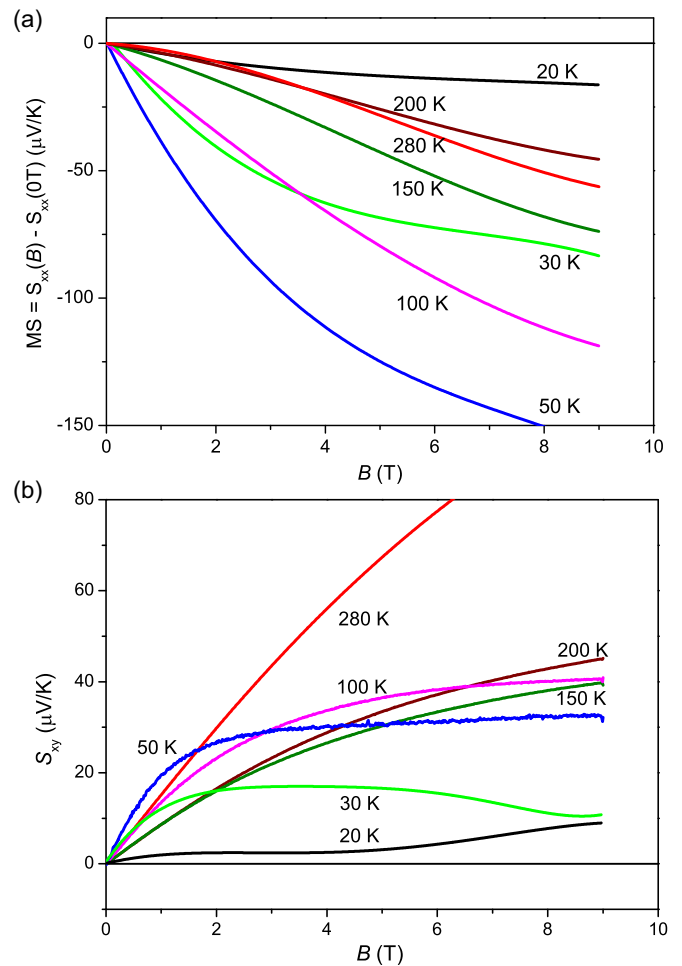 (a)
0
-50
-100
-150
MS = Sxx(B) - Sxx(0T) (μV/K)
20 K
200 K
280 K
150 K
30 K
100 K
50 K
0 2 4 6 8 10
B (T)
(b)
80
60
40
20
0
Sxy (μV/K)
280 K
200 K
100 K
150 K
50 K
30 K
20 K
0 2 4 6 8 10
B (T)